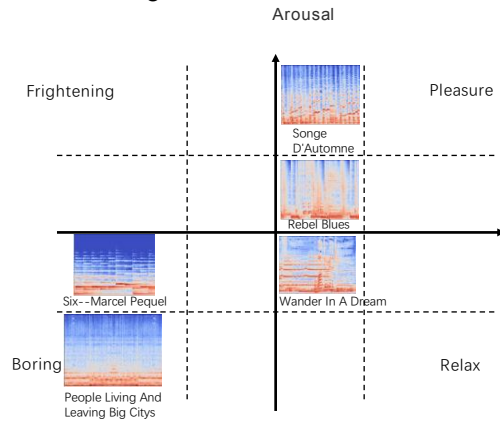 Arousal
Frightening
Pleasure
Songe
D'Automne
Rebel Blues
Six--Marcel Pequel
Wander In A Dream
Boring
Relax
People Living And
Leaving Big Citys